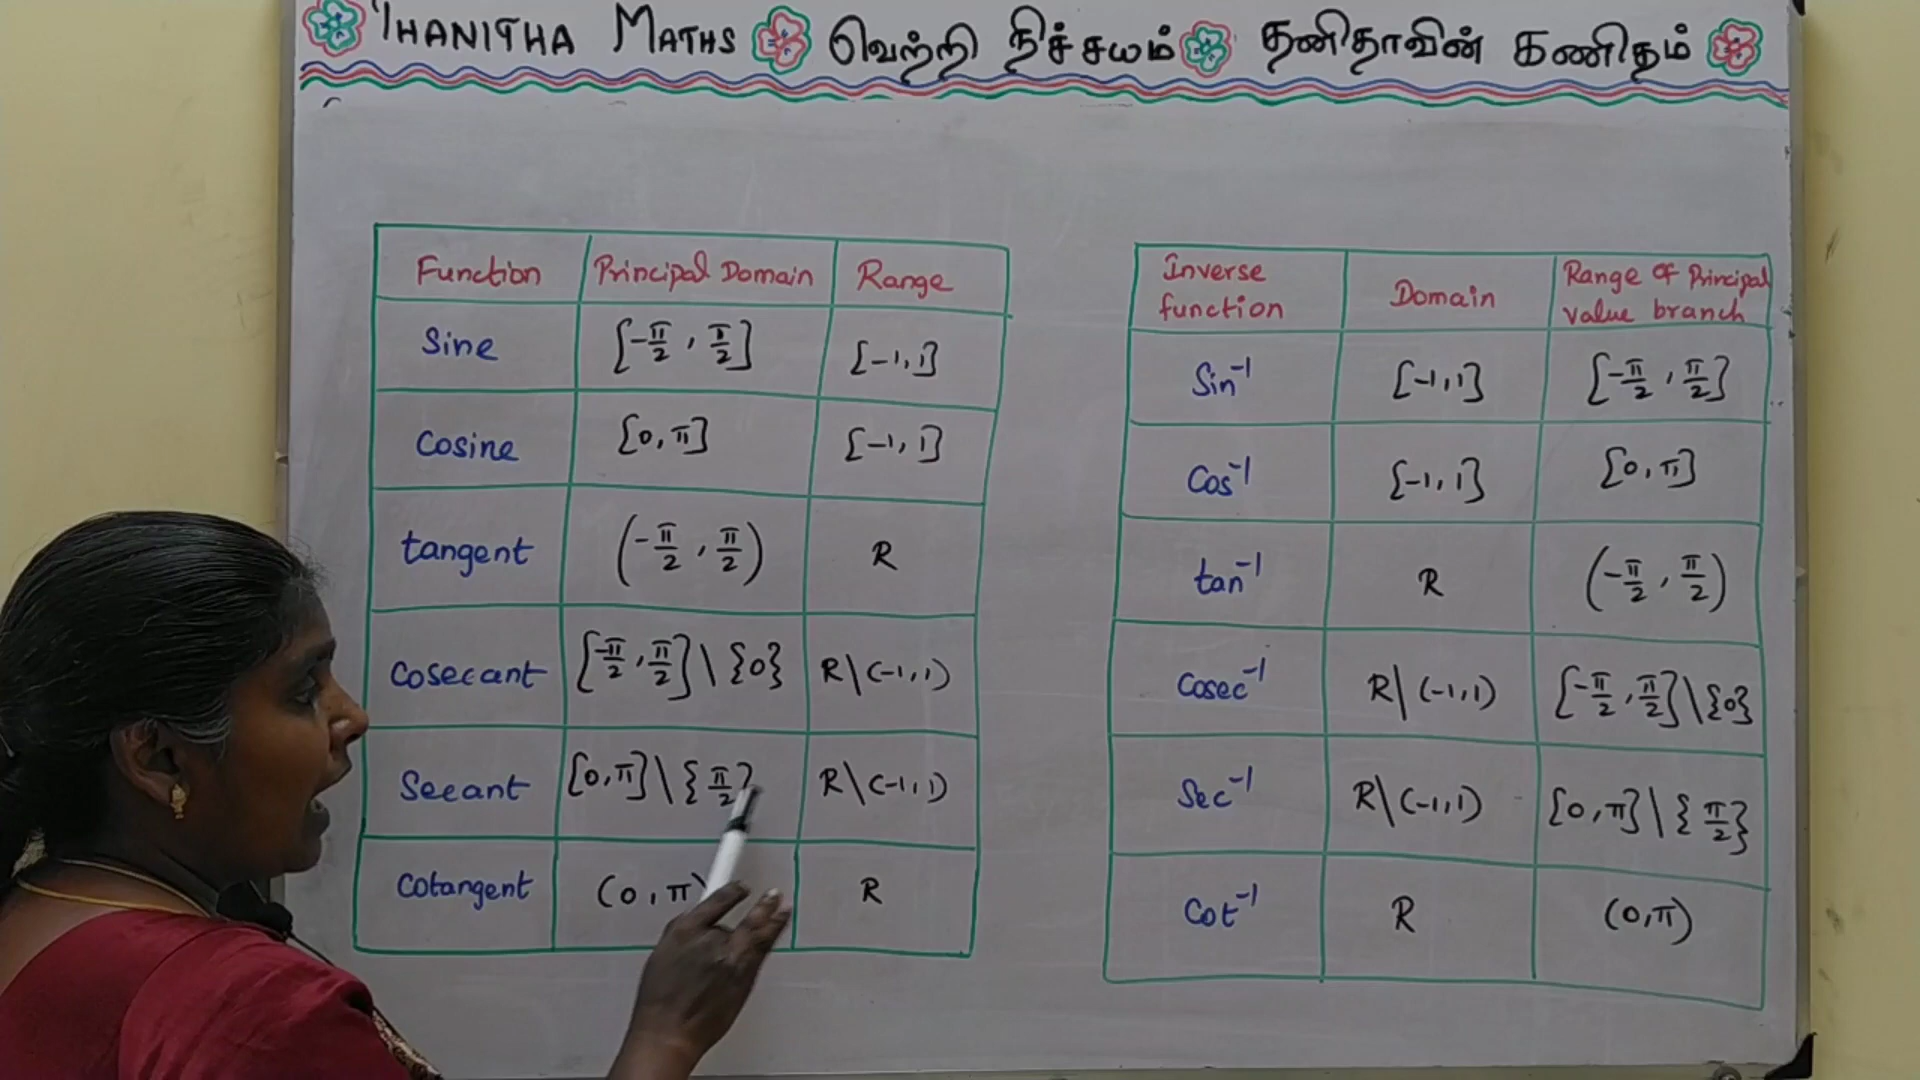 THANITHA MATHS வெற்றி நிச்சயம் தனிதாவின் கணிதம்
Function Principal Domain Range
Sine [-π/2, π/2] [-1,1]
Cosine [0, π] [-1, 1]
tangent (-π/2, π/2) R
Cosecant [-π/2, π/2] \ {0} R\(-1,1)
Secant [0, π] \ {π/2} R\(-1,1)
Cotangent (0, π) R
Inverse function Domain Range of Principal value branch
Sin⁻¹ [-1,1] [-π/2, π/2]
Cos⁻¹ [-1,1] [0, π]
tan⁻¹ R (-π/2, π/2)
Cosec⁻¹ R\(-1,1) [-π/2, π/2]\{0}
Sec⁻¹ R\(-1,1) [0, π]\{π/2}
Cot⁻¹ R (0,π)